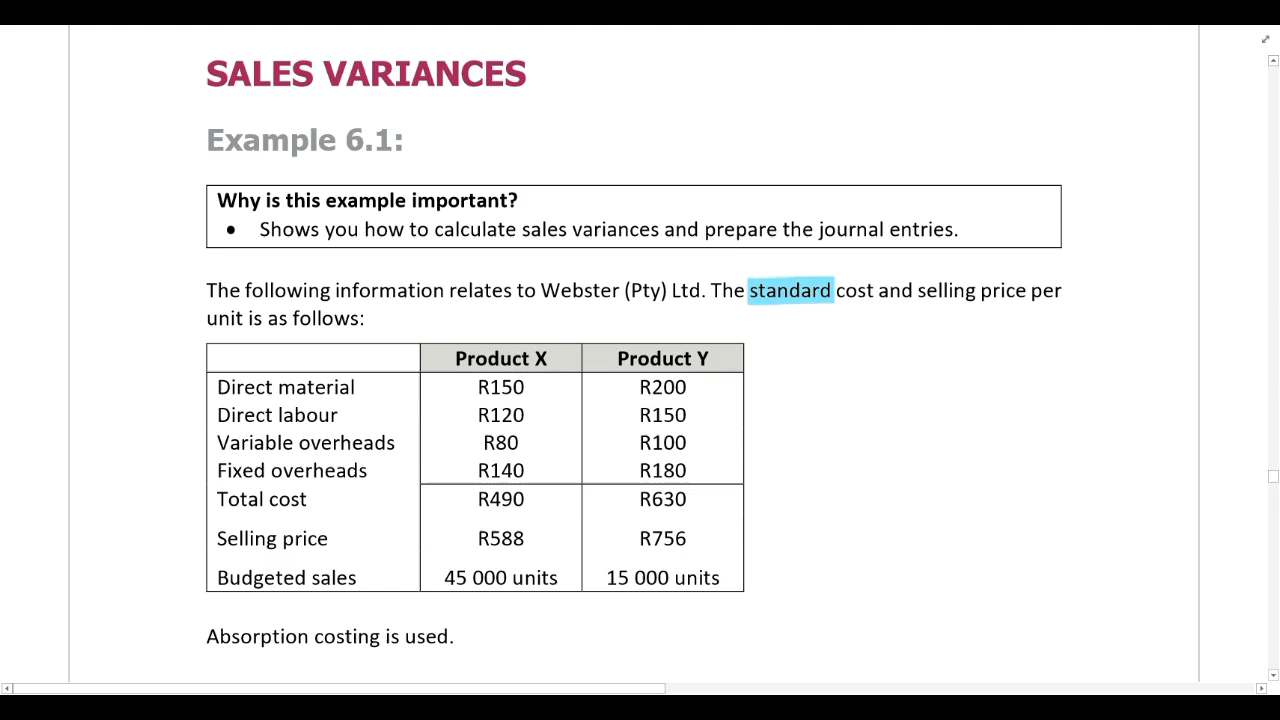 SALES VARIANCES
Example 6.1:
Why is this example important?
• Shows you how to calculate sales variances and prepare the journal entries.
The following information relates to Webster (Pty) Ltd. The standard cost and selling price per
unit is as follows:
Product X Product Y
Direct material R150 R200
Direct labour R120 R150
Variable overheads R80 R100
Fixed overheads R140 R180
Total cost R490 R630
Selling price R588 R756
Budgeted sales 45 000 units 15 000 units
Absorption costing is used.